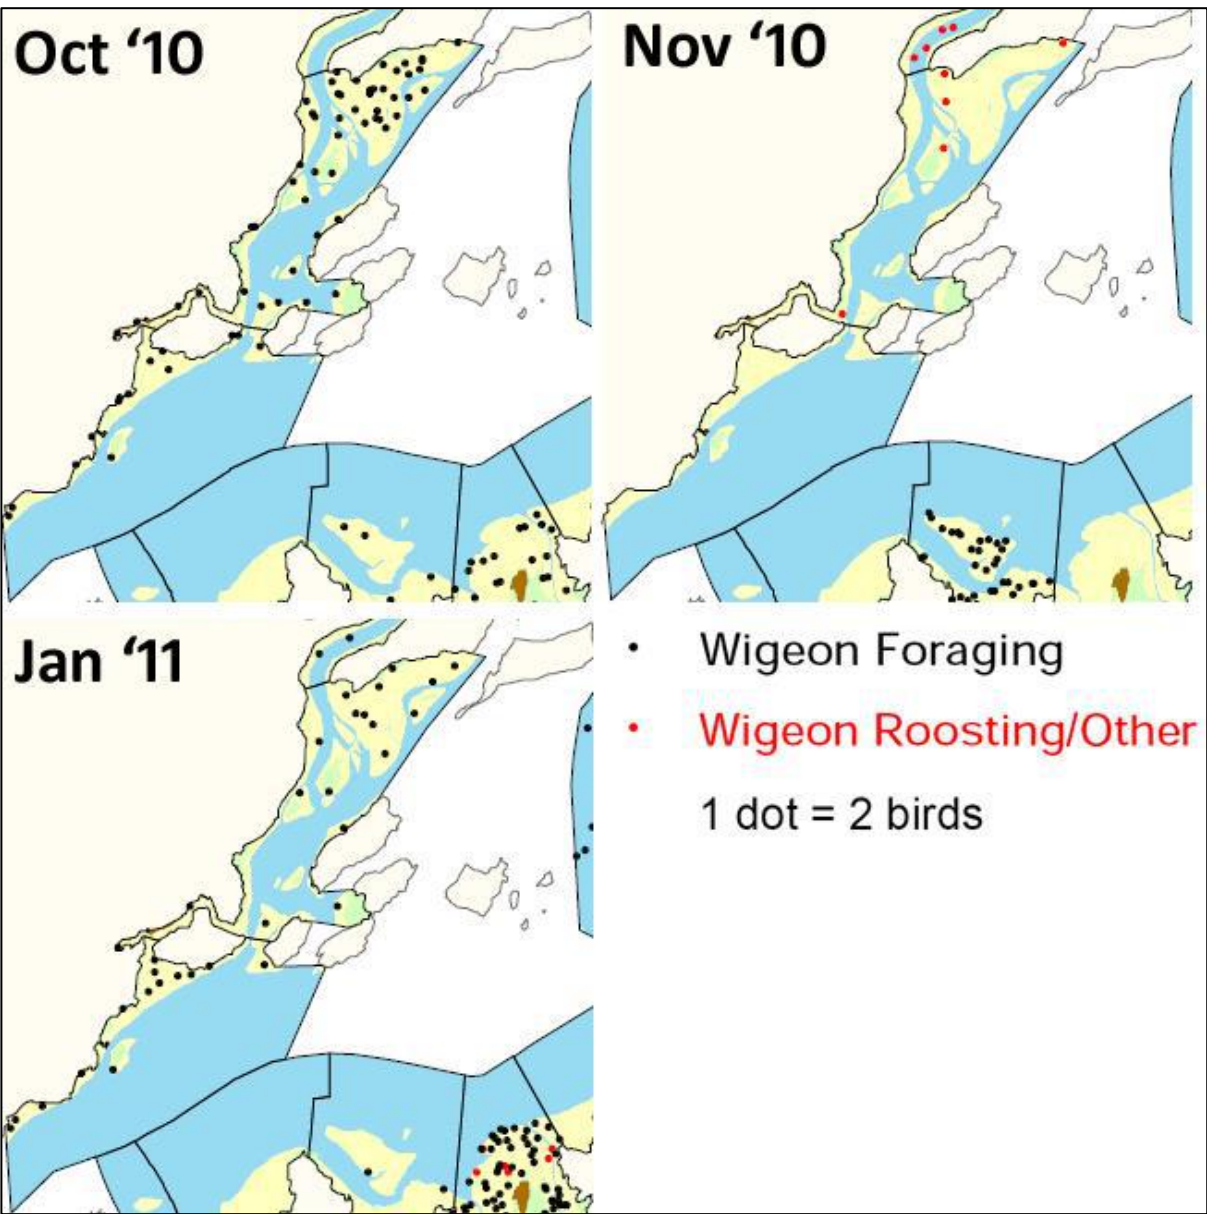 Oct ‘10
Nov ‘10
Jan ‘11
Wigeon Foraging
Wigeon Roosting/Other
1 dot = 2 birds